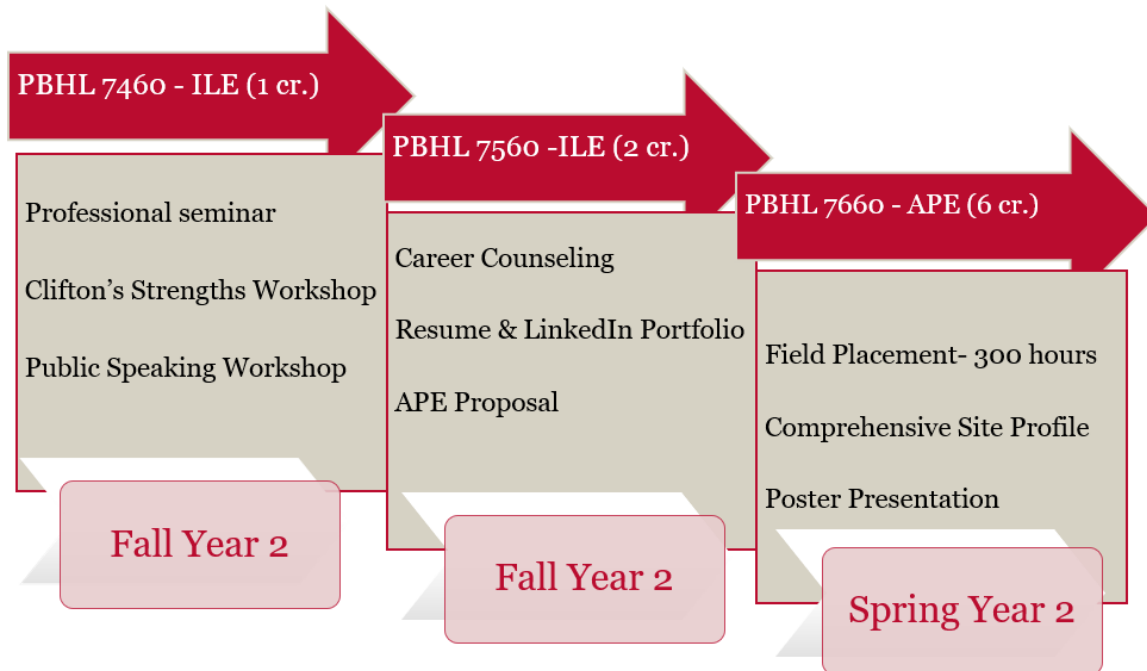 PBHL 7460 - ILE (1 cr.)
Professional seminar
Clifton’s Strengths Workshop
Public Speaking Workshop
Fall Year 2
PBHL 7560 -ILE (2 cr.)
Career Counseling
Resume & LinkedIn Portfolio
APE Proposal
Fall Year 2
PBHL 7660 - APE (6 cr.)
Field Placement- 300 hours
Comprehensive Site Profile
Poster Presentation
Spring Year 2